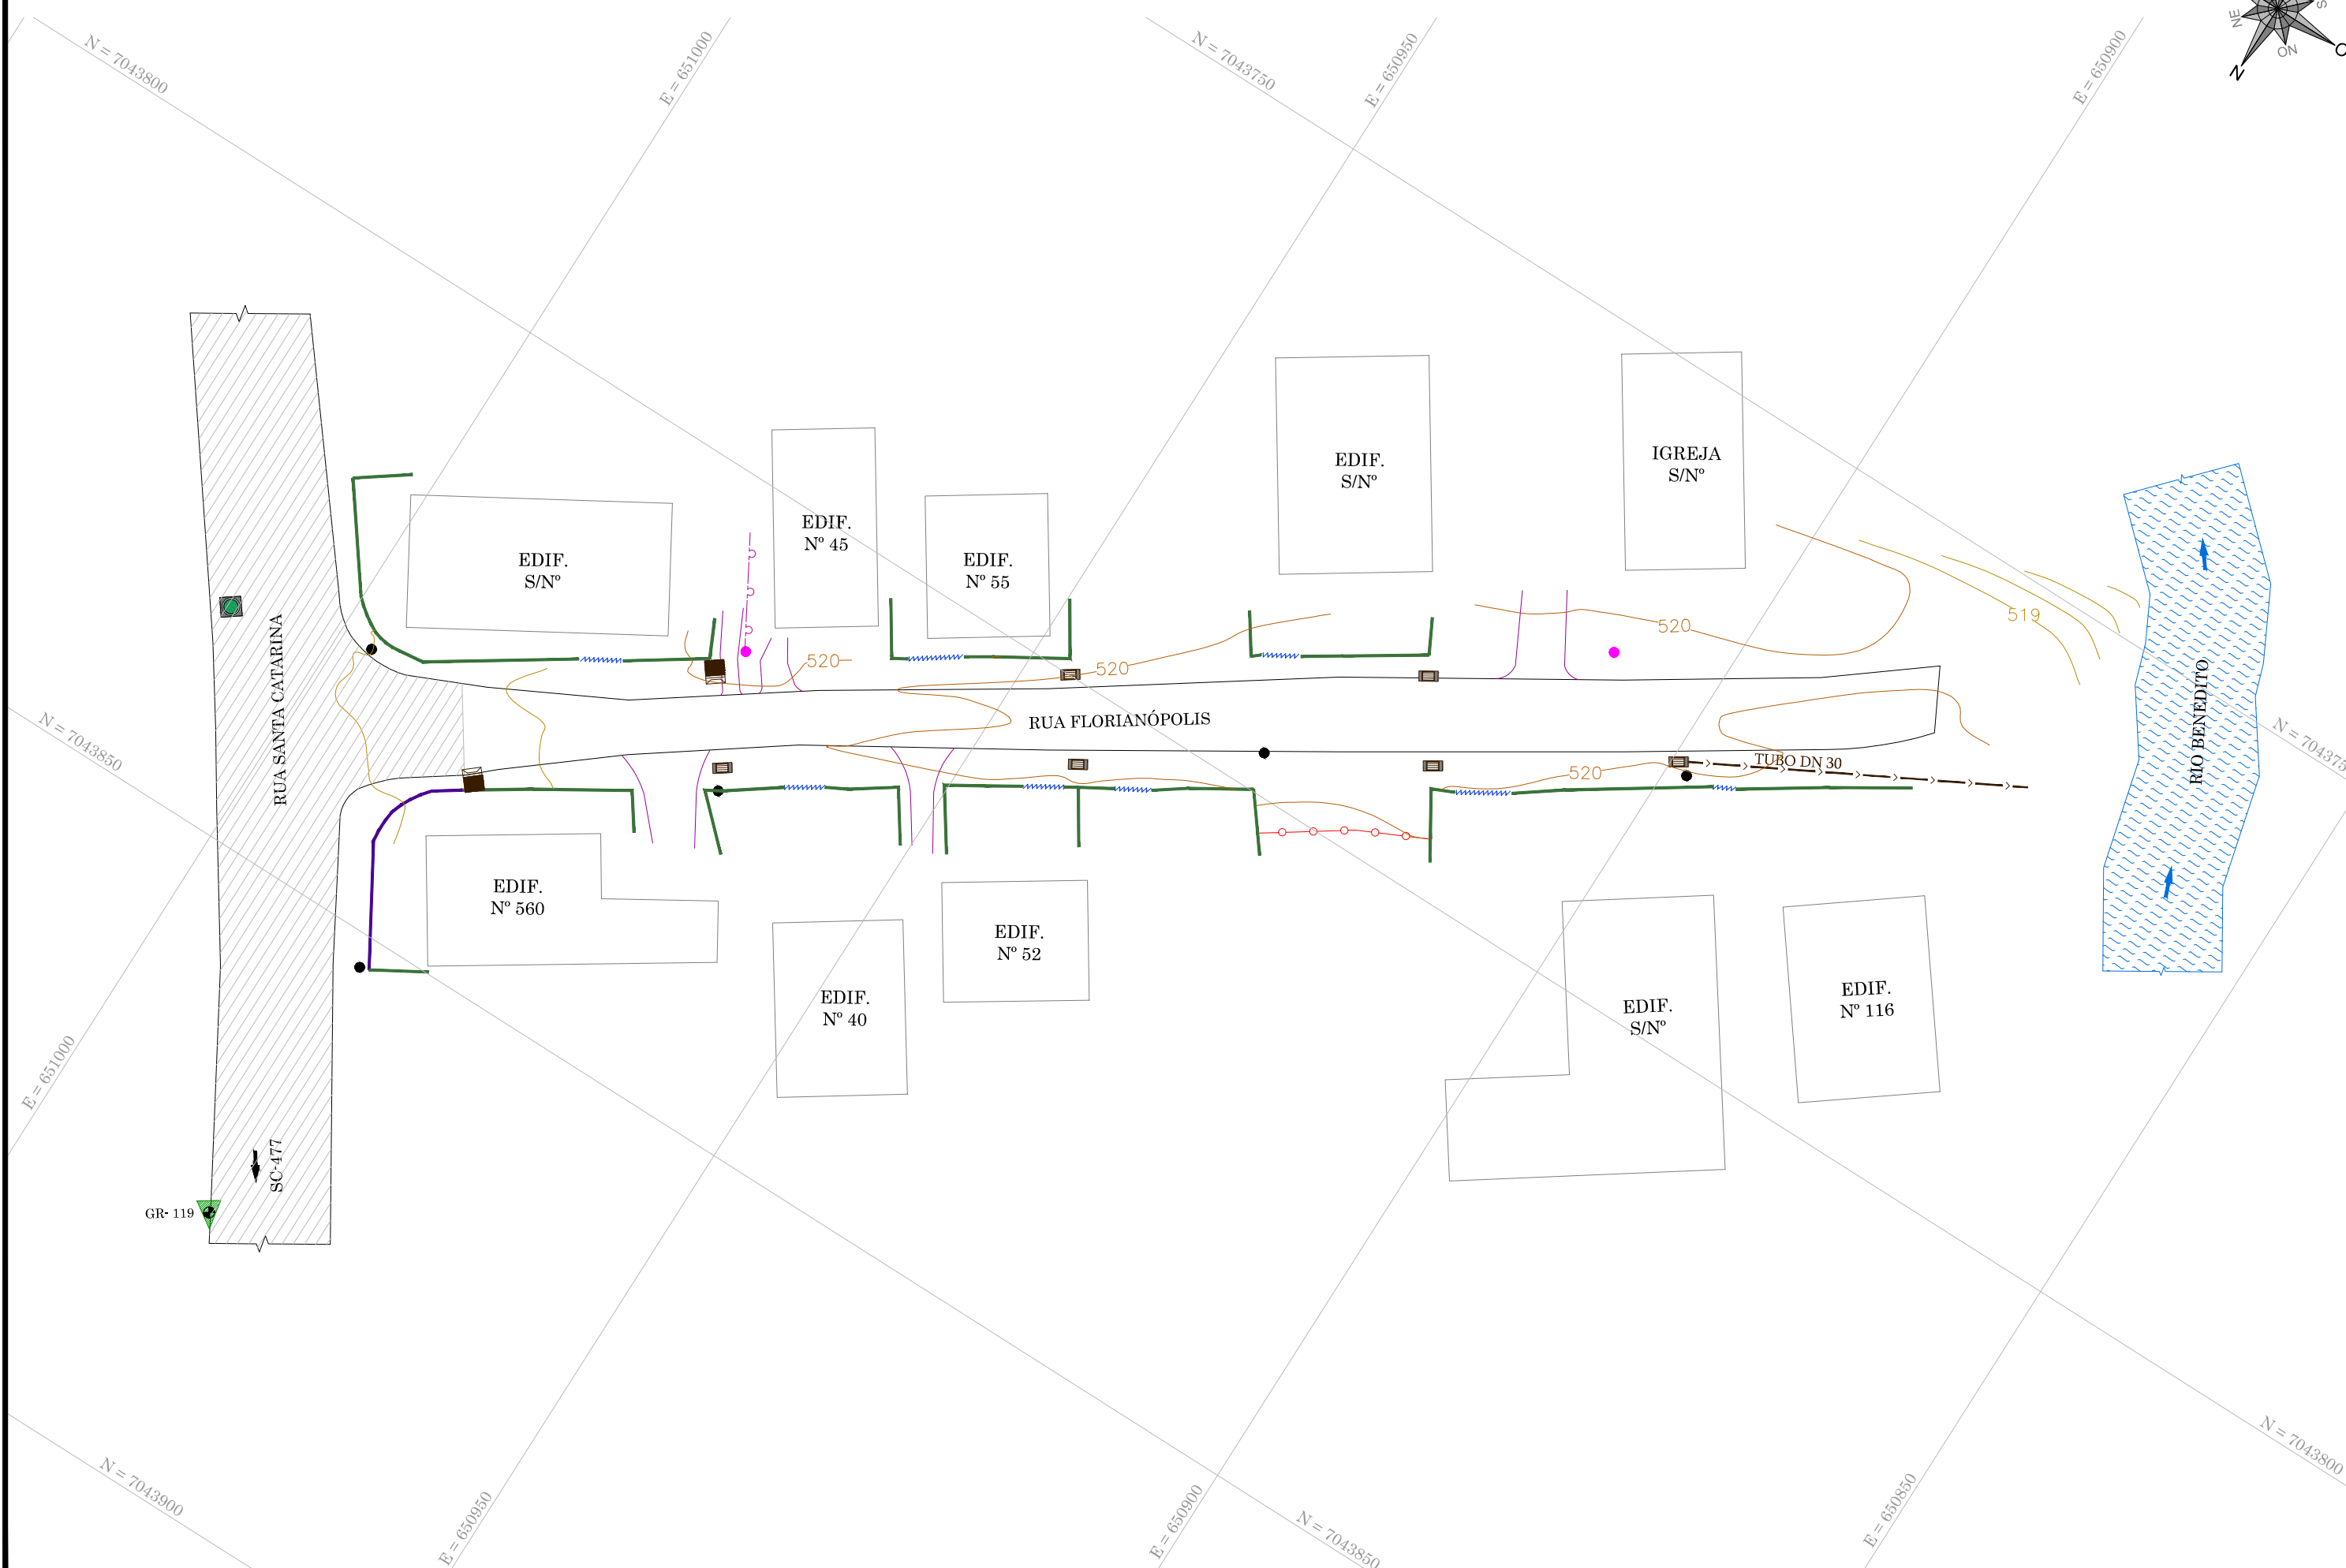 S
NE
O
NO
N
N = 7043800
E = 651000
N = 7043750
E = 650950
E = 650900
IGREJA
S/Nº
EDIF.
S/Nº
EDIF.
Nº 45
EDIF.
S/Nº
EDIF.
Nº 55
519
520
520
520
RUA SANTA CATARINA
RUA FLORIANÓPOLIS
RIO BENEDITO
N = 7043850
N = 704375
TUBO DN 30
520
EDIF.
Nº 560
EDIF.
Nº 52
EDIF.
Nº 40
EDIF.
S/Nº
EDIF.
Nº 116
E = 651000
SC-477
GR- 119
N = 7043900
E = 650950
E = 650900
N = 7043850
E = 650850
N = 7043800